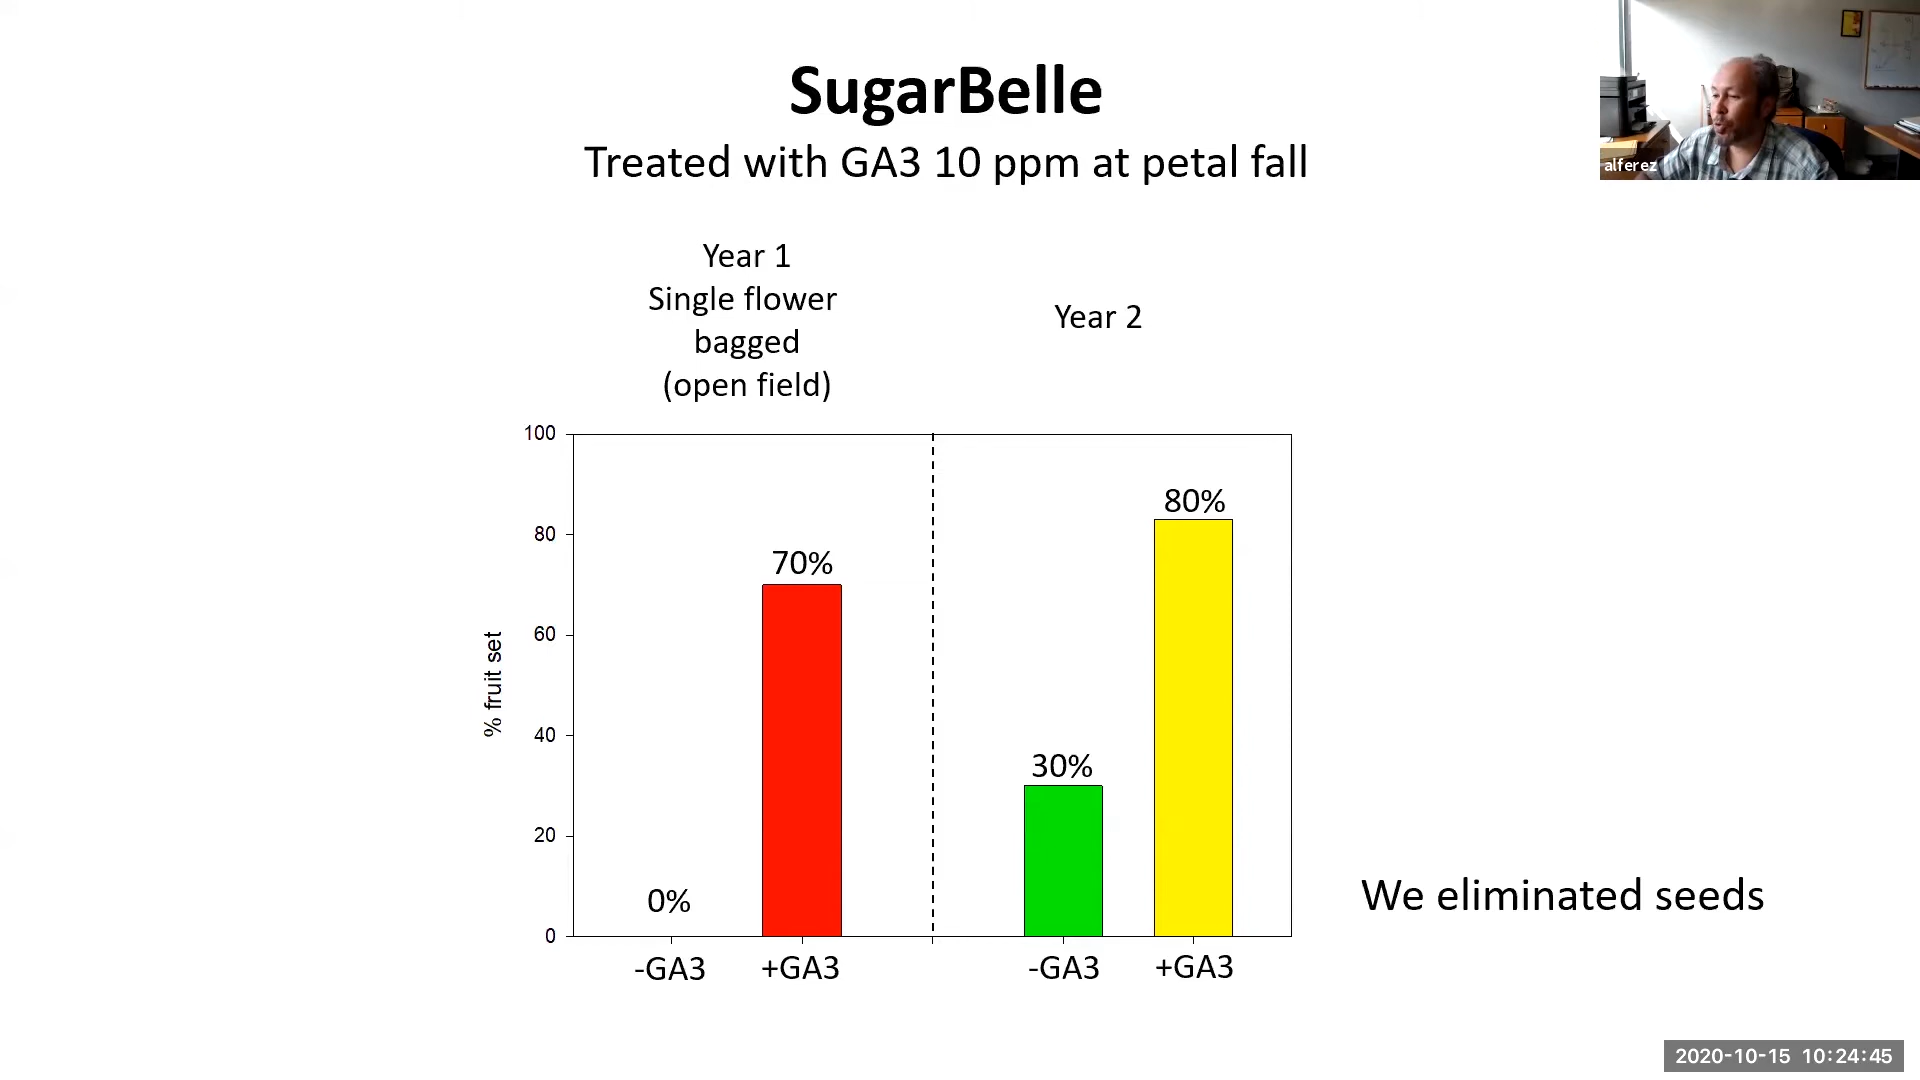 SugarBelle
Treated with GA3 10 ppm at petal fall
alferez
Year 1
Single flower
bagged
(open field)
Year 2
100
80
60
40
20
0
% fruit set
0%
70%
30%
80%
-GA3
+GA3
-GA3
+GA3
We eliminated seeds
2020-10-15 10:24:45